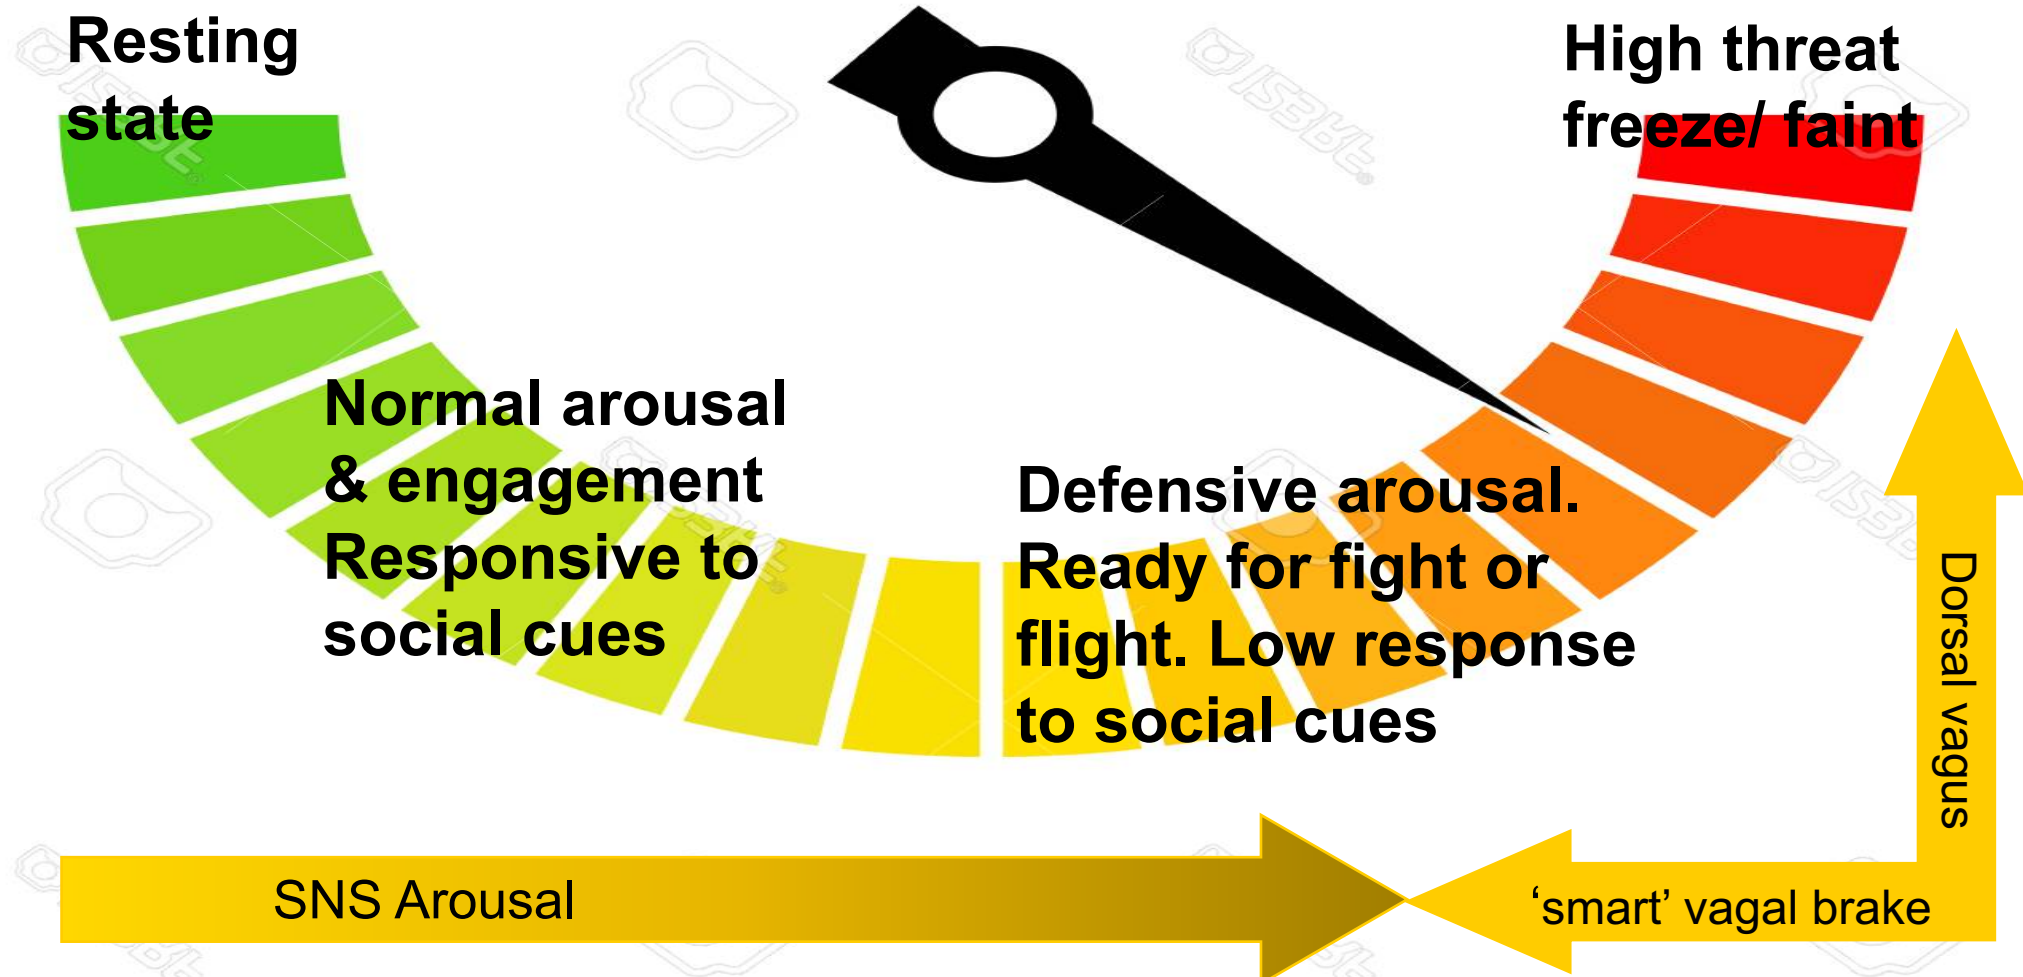 Resting
state
High threat
freeze/ faint
Normal arousal
& engagement
Responsive to
social cues
Defensive arousal.
Ready for fight or
flight. Low response
to social cues
Dorsal vagus
SNS Arousal
‘smart’ vagal brake